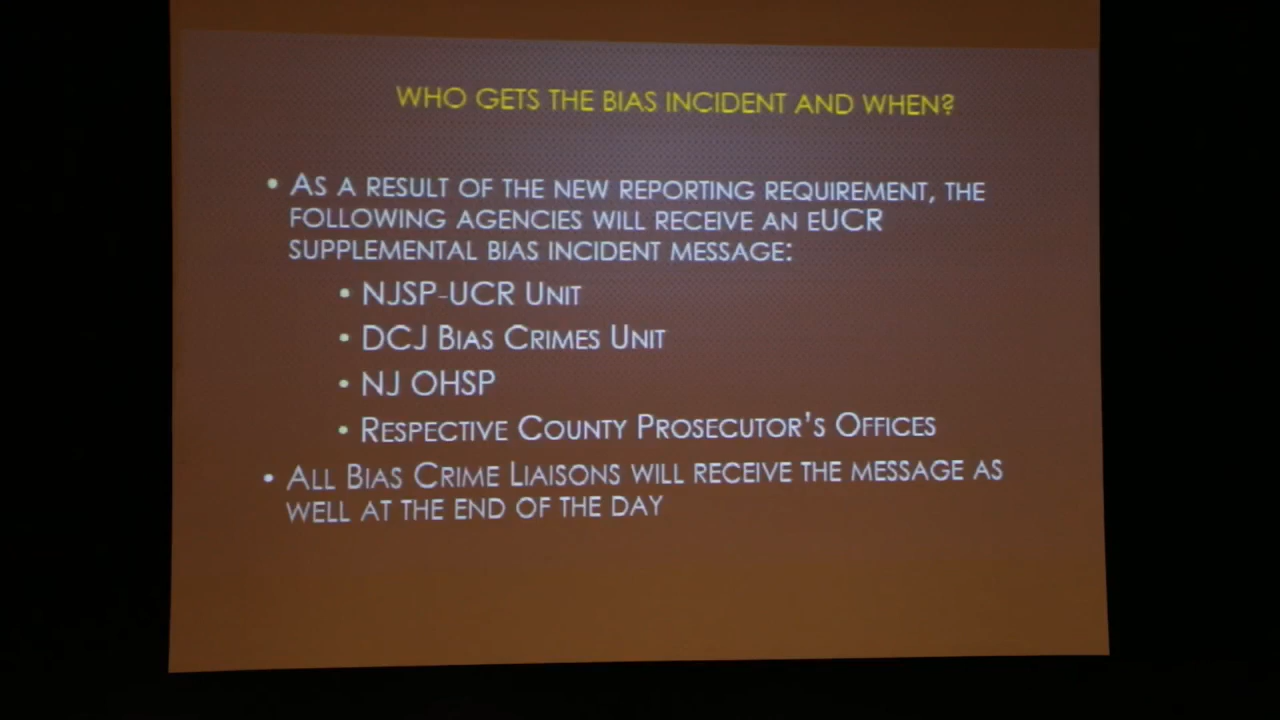 WHO GETS THE BIAS INCIDENT AND WHEN?
• AS A RESULT OF THE NEW REPORTING REQUIREMENT, THE
FOLLOWING AGENCIES WILL RECEIVE AN EUCR
SUPPLEMENTAL BIAS INCIDENT MESSAGE:
• NJSP-UCR UNIT
• DCJ BIAS CRIMES UNIT
• NJ OHSP
• RESPECTIVE COUNTY PROSECUTOR'S OFFICES
• ALL BIAS CRIME LIAISONS WILL RECEIVE THE MESSAGE AS
WELL AT THE END OF THE DAY